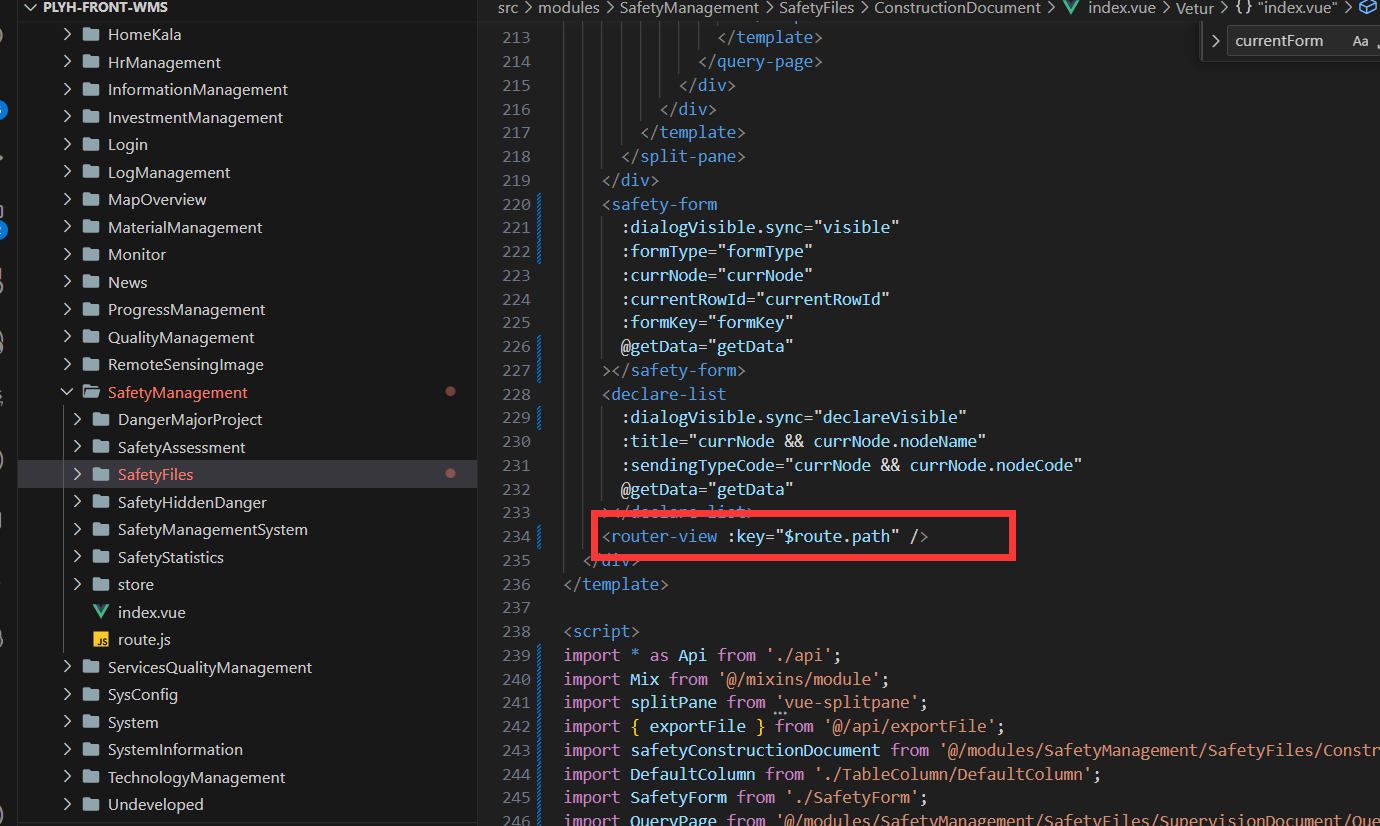 PLYH-FRONT-WMS
HomeKala
HrManagement
InformationManagement
InvestmentManagement
Login
LogManagement
MapOverview
MaterialManagement
Monitor
News
ProgressManagement
QualityManagement
RemoteSensingImage
SafetyManagement
DangerMajorProject
SafetyAssessment
SafetyFiles
SafetyHiddenDanger
SafetyManagementSystem
SafetyStatistics
store
index.vue
JS route.js
ServicesQualityManagement
SysConfig
System
SystemInformation
TechnologyManagement
Undeveloped
src > modules > SafetyManagement > SafetyFiles > ConstructionDocument > index.vue > Vetur > {} "index.vue" >
currentForm Aa
213 </template>
214 </query-page>
215 </div>
216 </div>
217 </template>
218 </split-pane>
219 </div>
220 <safety-form
221 :dialogVisible.sync="visible"
222 :formType="formType"
223 :currNode="currNode"
224 :currentRowId="currentRowId"
225 :formKey="formKey"
226 @getData="getData"
227 ></safety-form>
228 <declare-list
229 :dialogVisible.sync="declareVisible"
230 :title="currNode && currNode.nodeName"
231 :sendingTypeCode="currNode && currNode.nodeCode"
232 @getData="getData"
233 ></declare-list>
234 <router-view :key="$route.path" />
235 </div>
236 </template>
237
238 <script>
239 import * as Api from './api';
240 import Mix from '@/mixins/module';
241 import splitPane from 'vue-splitpane';
242 import { exportFile } from '@/api/exportFile';
243 import safetyConstructionDocument from '@/modules/SafetyManagement/SafetyFiles/Constr
244 import DefaultColumn from './TableColumn/DefaultColumn';
245 import SafetyForm from './SafetyForm';
246 import QueryPage from '@/modules/SafetyManagement/SafetyFiles/SupervisionDocument/Que